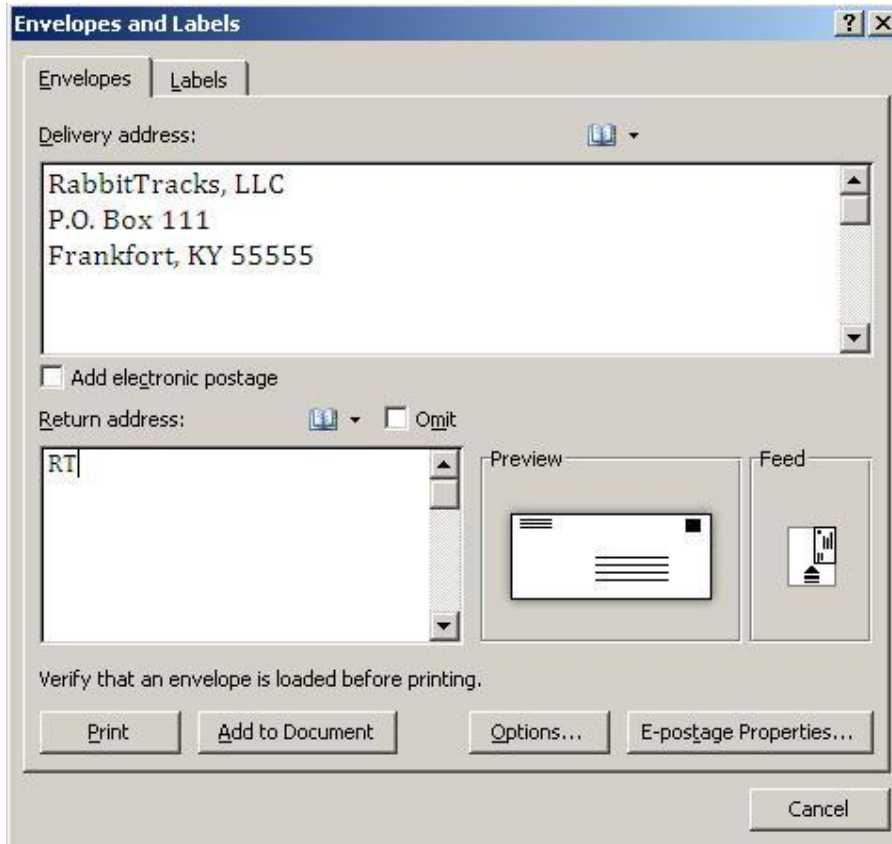 Envelopes and Labels
Envelopes Labels
Delivery address:
RabbitTracks, LLC
P.O. Box 111
Frankfort, KY 55555
Add electronic postage
Return address: Omit
RT
Preview Feed
Verify that an envelope is loaded before printing.
Print Add to Document Options... E-postage Properties...
Cancel